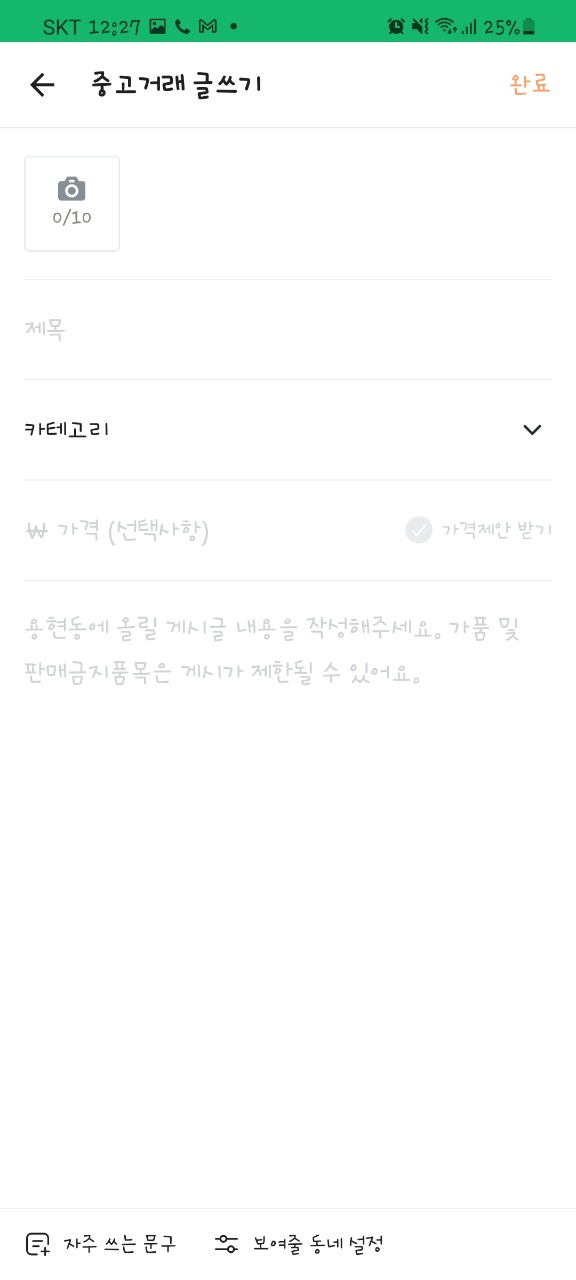 SKT 12:27 25%
중고거래 글쓰기 완료
0/10
제목
카테고리
₩ 가격 (선택사항) 가격제안 받기
용현동에 올릴 게시글 내용을 작성해주세요. 가품 및
판매금지품목은 게시가 제한될 수 있어요.
자주 쓰는 문구 보여줄 동네 설정